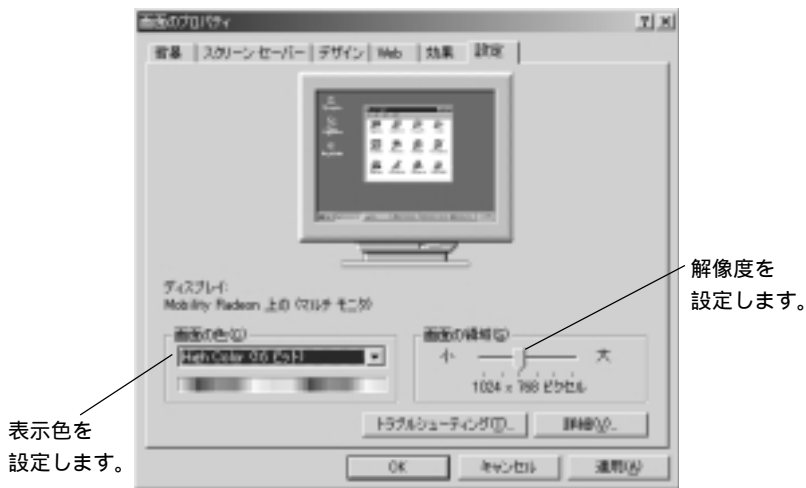 画面のプロパティ
背景 スクリーン セーバー デザイン Web 効果 設定
ディスプレイ:
Mobility Radeon 上の (マルチ モニタ)
画面の色(C)
High Color (16 ビット)
画面の領域(S)
小 大
1024 x 768 ピクセル
トラブルシューティング(T)... 詳細(V)...
OK キャンセル 適用(A)
解像度を
設定します。
表示色を
設定します。